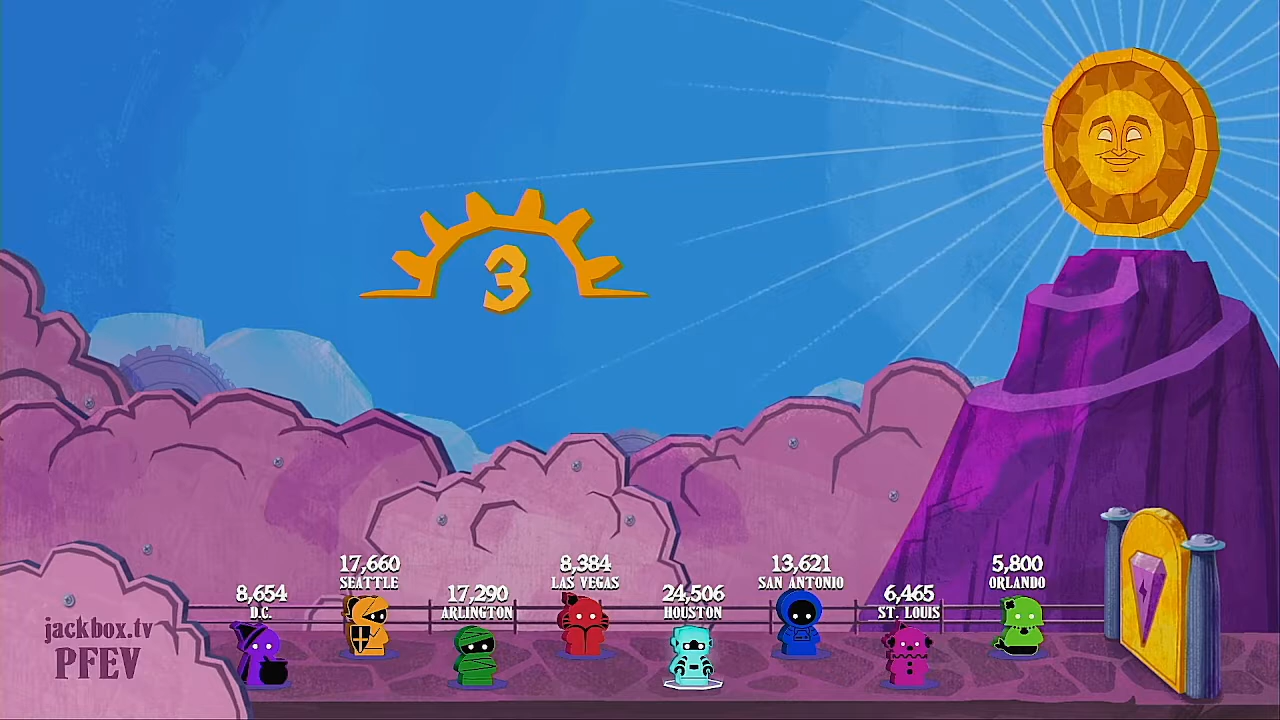 3
8,654
D.C.
17,660
SEATTLE
17,290
ARLINGTON
8,384
LAS VEGAS
24,506
HOUSTON
13,621
SAN ANTONIO
6,465
ST. LOUIS
5,800
ORLANDO
jackbox.tv
PFEV